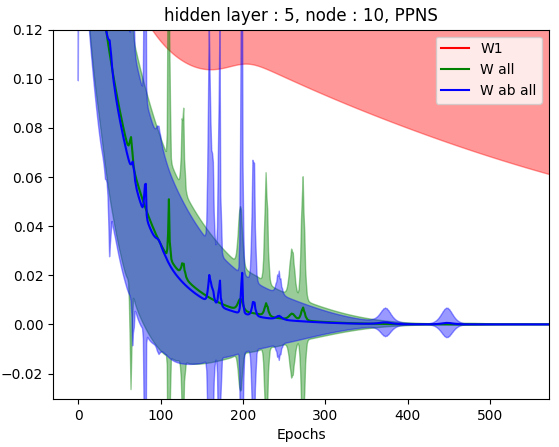 hidden layer : 5, node : 10, PPNS
0.12
0.10
0.08
0.06
0.04
0.02
0.00
−0.02
W1
W all
W ab all
0 100 200 300 400 500
Epochs